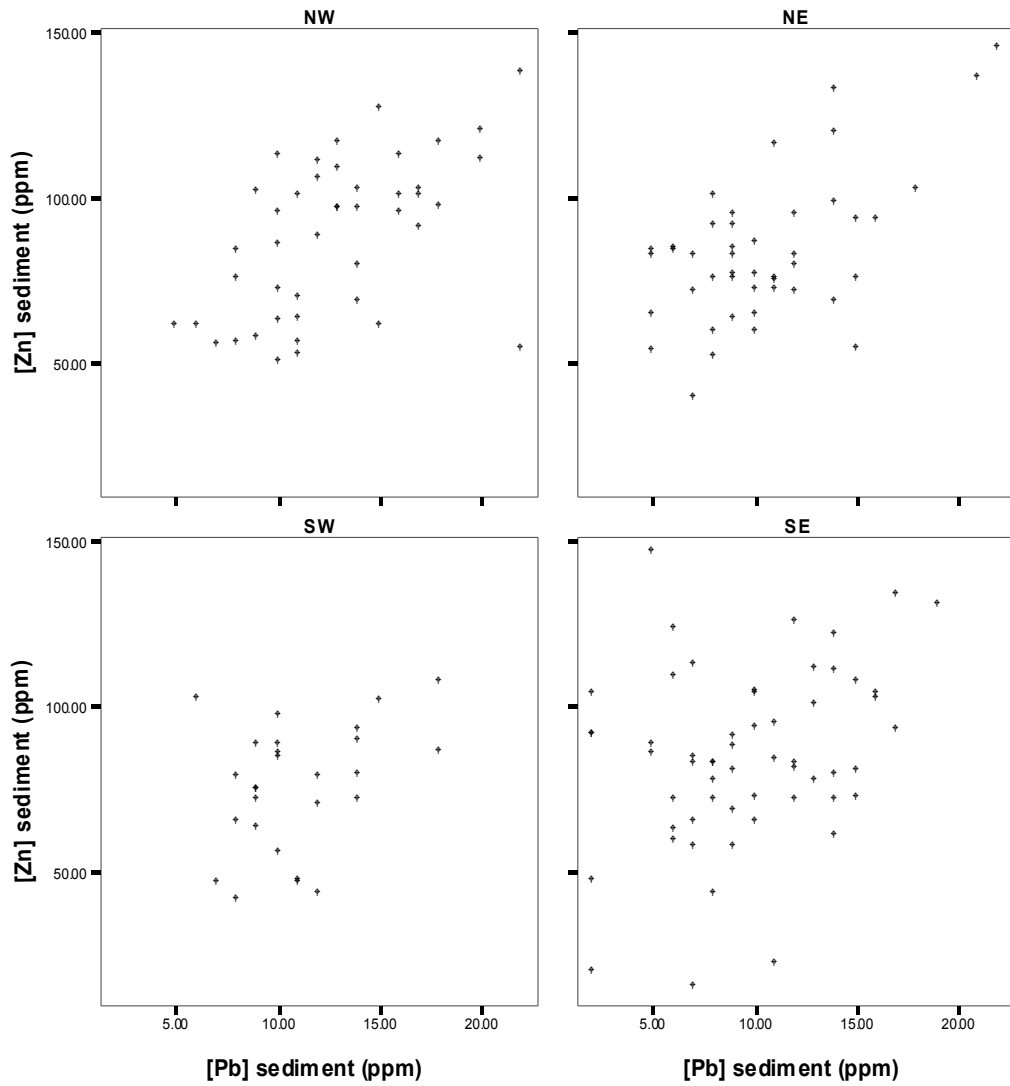 NW
NE
150.00
100.00
50.00
[Zn] sediment (ppm)
SW
SE
150.00
100.00
50.00
[Zn] sediment (ppm)
5.00 10.00 15.00 20.00
5.00 10.00 15.00 20.00
[Pb] sediment (ppm)
[Pb] sediment (ppm)